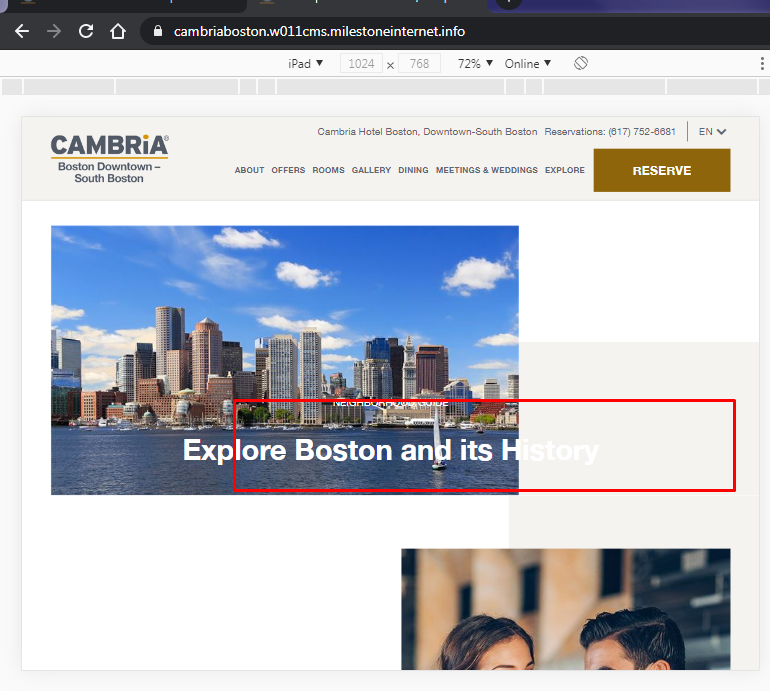 cambriaboston.w011cms.milestoneinternet.info
iPad ▼ 1024 × 768 72% ▼ Online ▼
Cambria Hotel Boston, Downtown-South Boston Reservations: (617) 752-6681 EN
CAMBRiA®
Boston Downtown –
South Boston
ABOUT OFFERS ROOMS GALLERY DINING MEETINGS & WEDDINGS EXPLORE RESERVE
NEIGHBORHOOD GUIDE
Explore Boston and its History